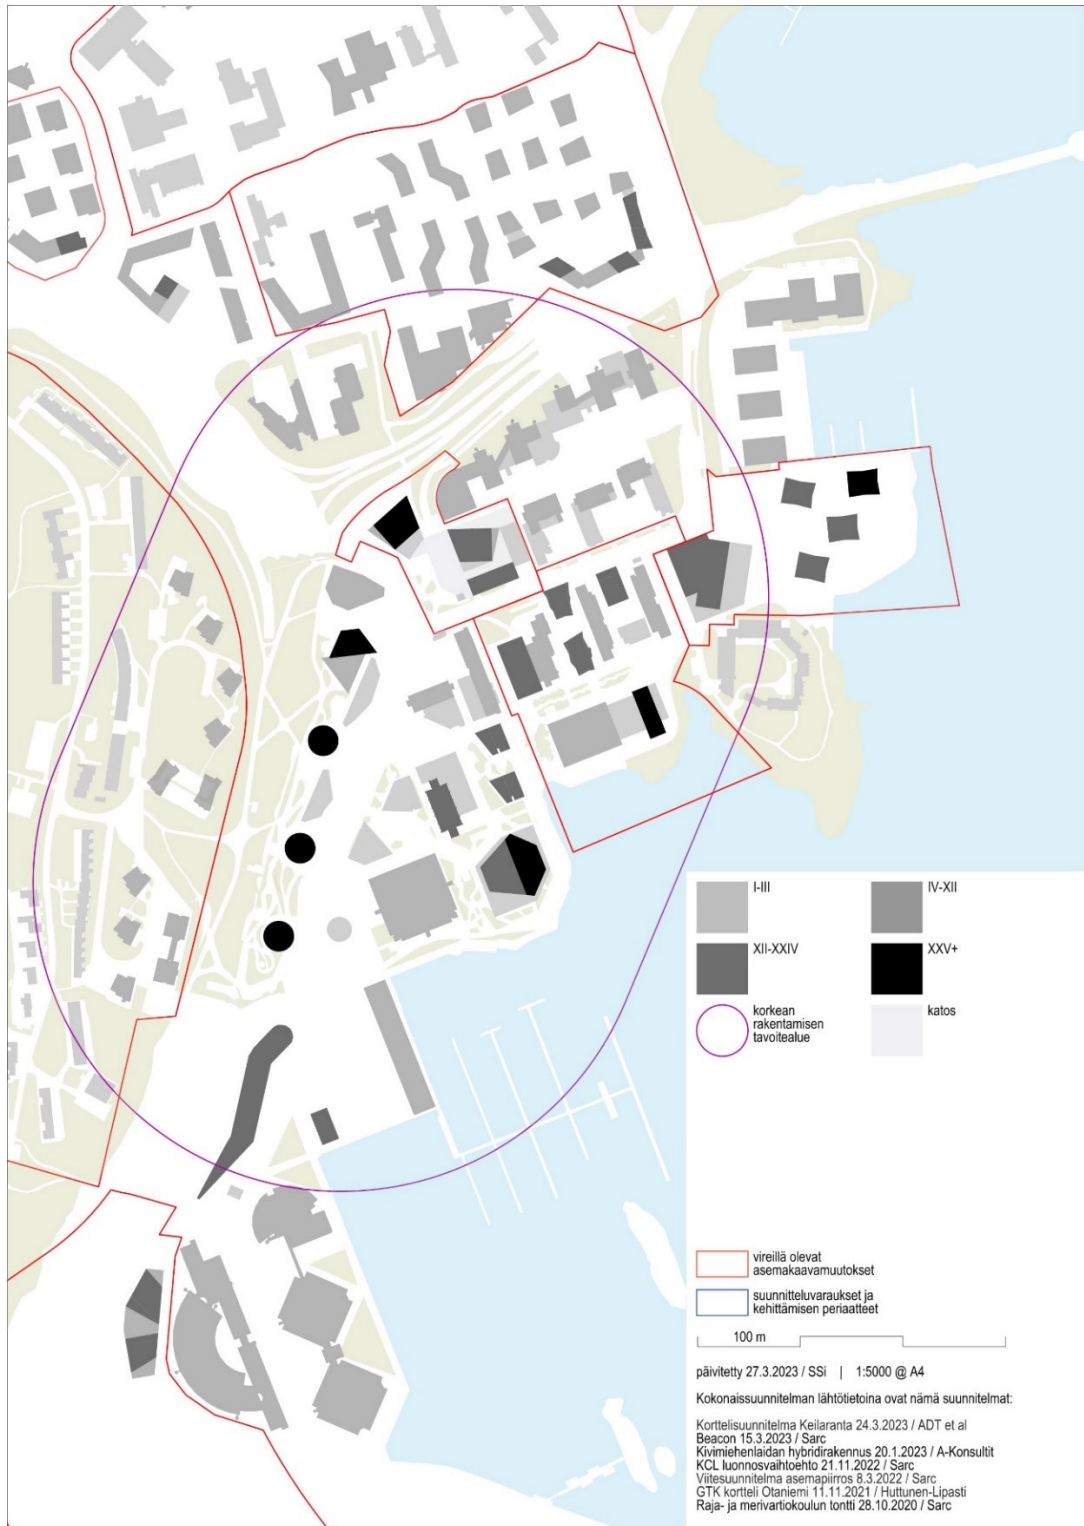 I-III
IV-XII
XII-XXIV
XXV+
korkean
rakentamisen
tavoitealue
katos
vireillä olevat
asemakaavamuutokset
suunnitteluvaraukset ja
kehittämisen periaatteet
100 m
päivitetty 27.3.2023 / SSi | 1:5000 @ A4
Kokonaissuunnitelman lähtötietoina ovat nämä suunnitelmat:
Korttelisuunnitelma Keilaranta 24.3.2023 / ADT et al
Beacon 15.3.2023 / Sarc
Kivimiehenlaidan hybridirakennus 20.1.2023 / A-Konsultit
KCL luonnosvaihtoehto 21.11.2022 / Sarc
Viitesuunnitelma asemapiirros 8.3.2022 / Sarc
GTK kortteli Otaniemi 11.11.2021 / Huttunen-Lipasti
Raja- ja merivartiokoulun tontti 28.10.2020 / Sarc